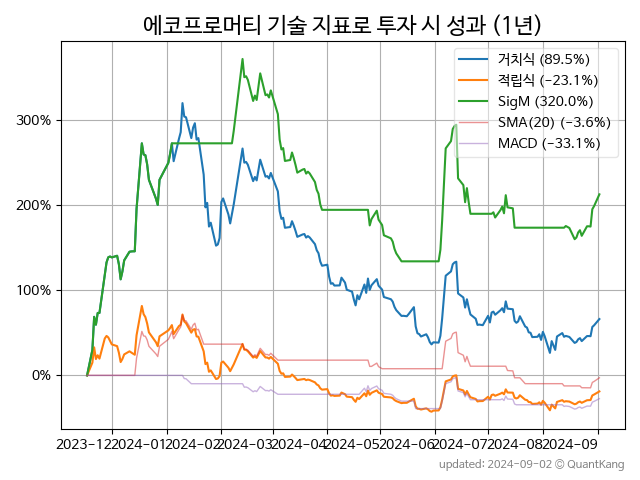 에코프로머티 기술 지표로 투자 시 성과 (1년)
거치식 (89.5%)
적립식 (-23.1%)
SigM (320.0%)
SMA(20) (-3.6%)
MACD (-33.1%)
300%
200%
100%
0%
2023-12 2024-01 2024-02 2024-03 2024-04 2024-05 2024-06 2024-07 2024-08 2024-09
updated: 2024-09-02 © QuantKang